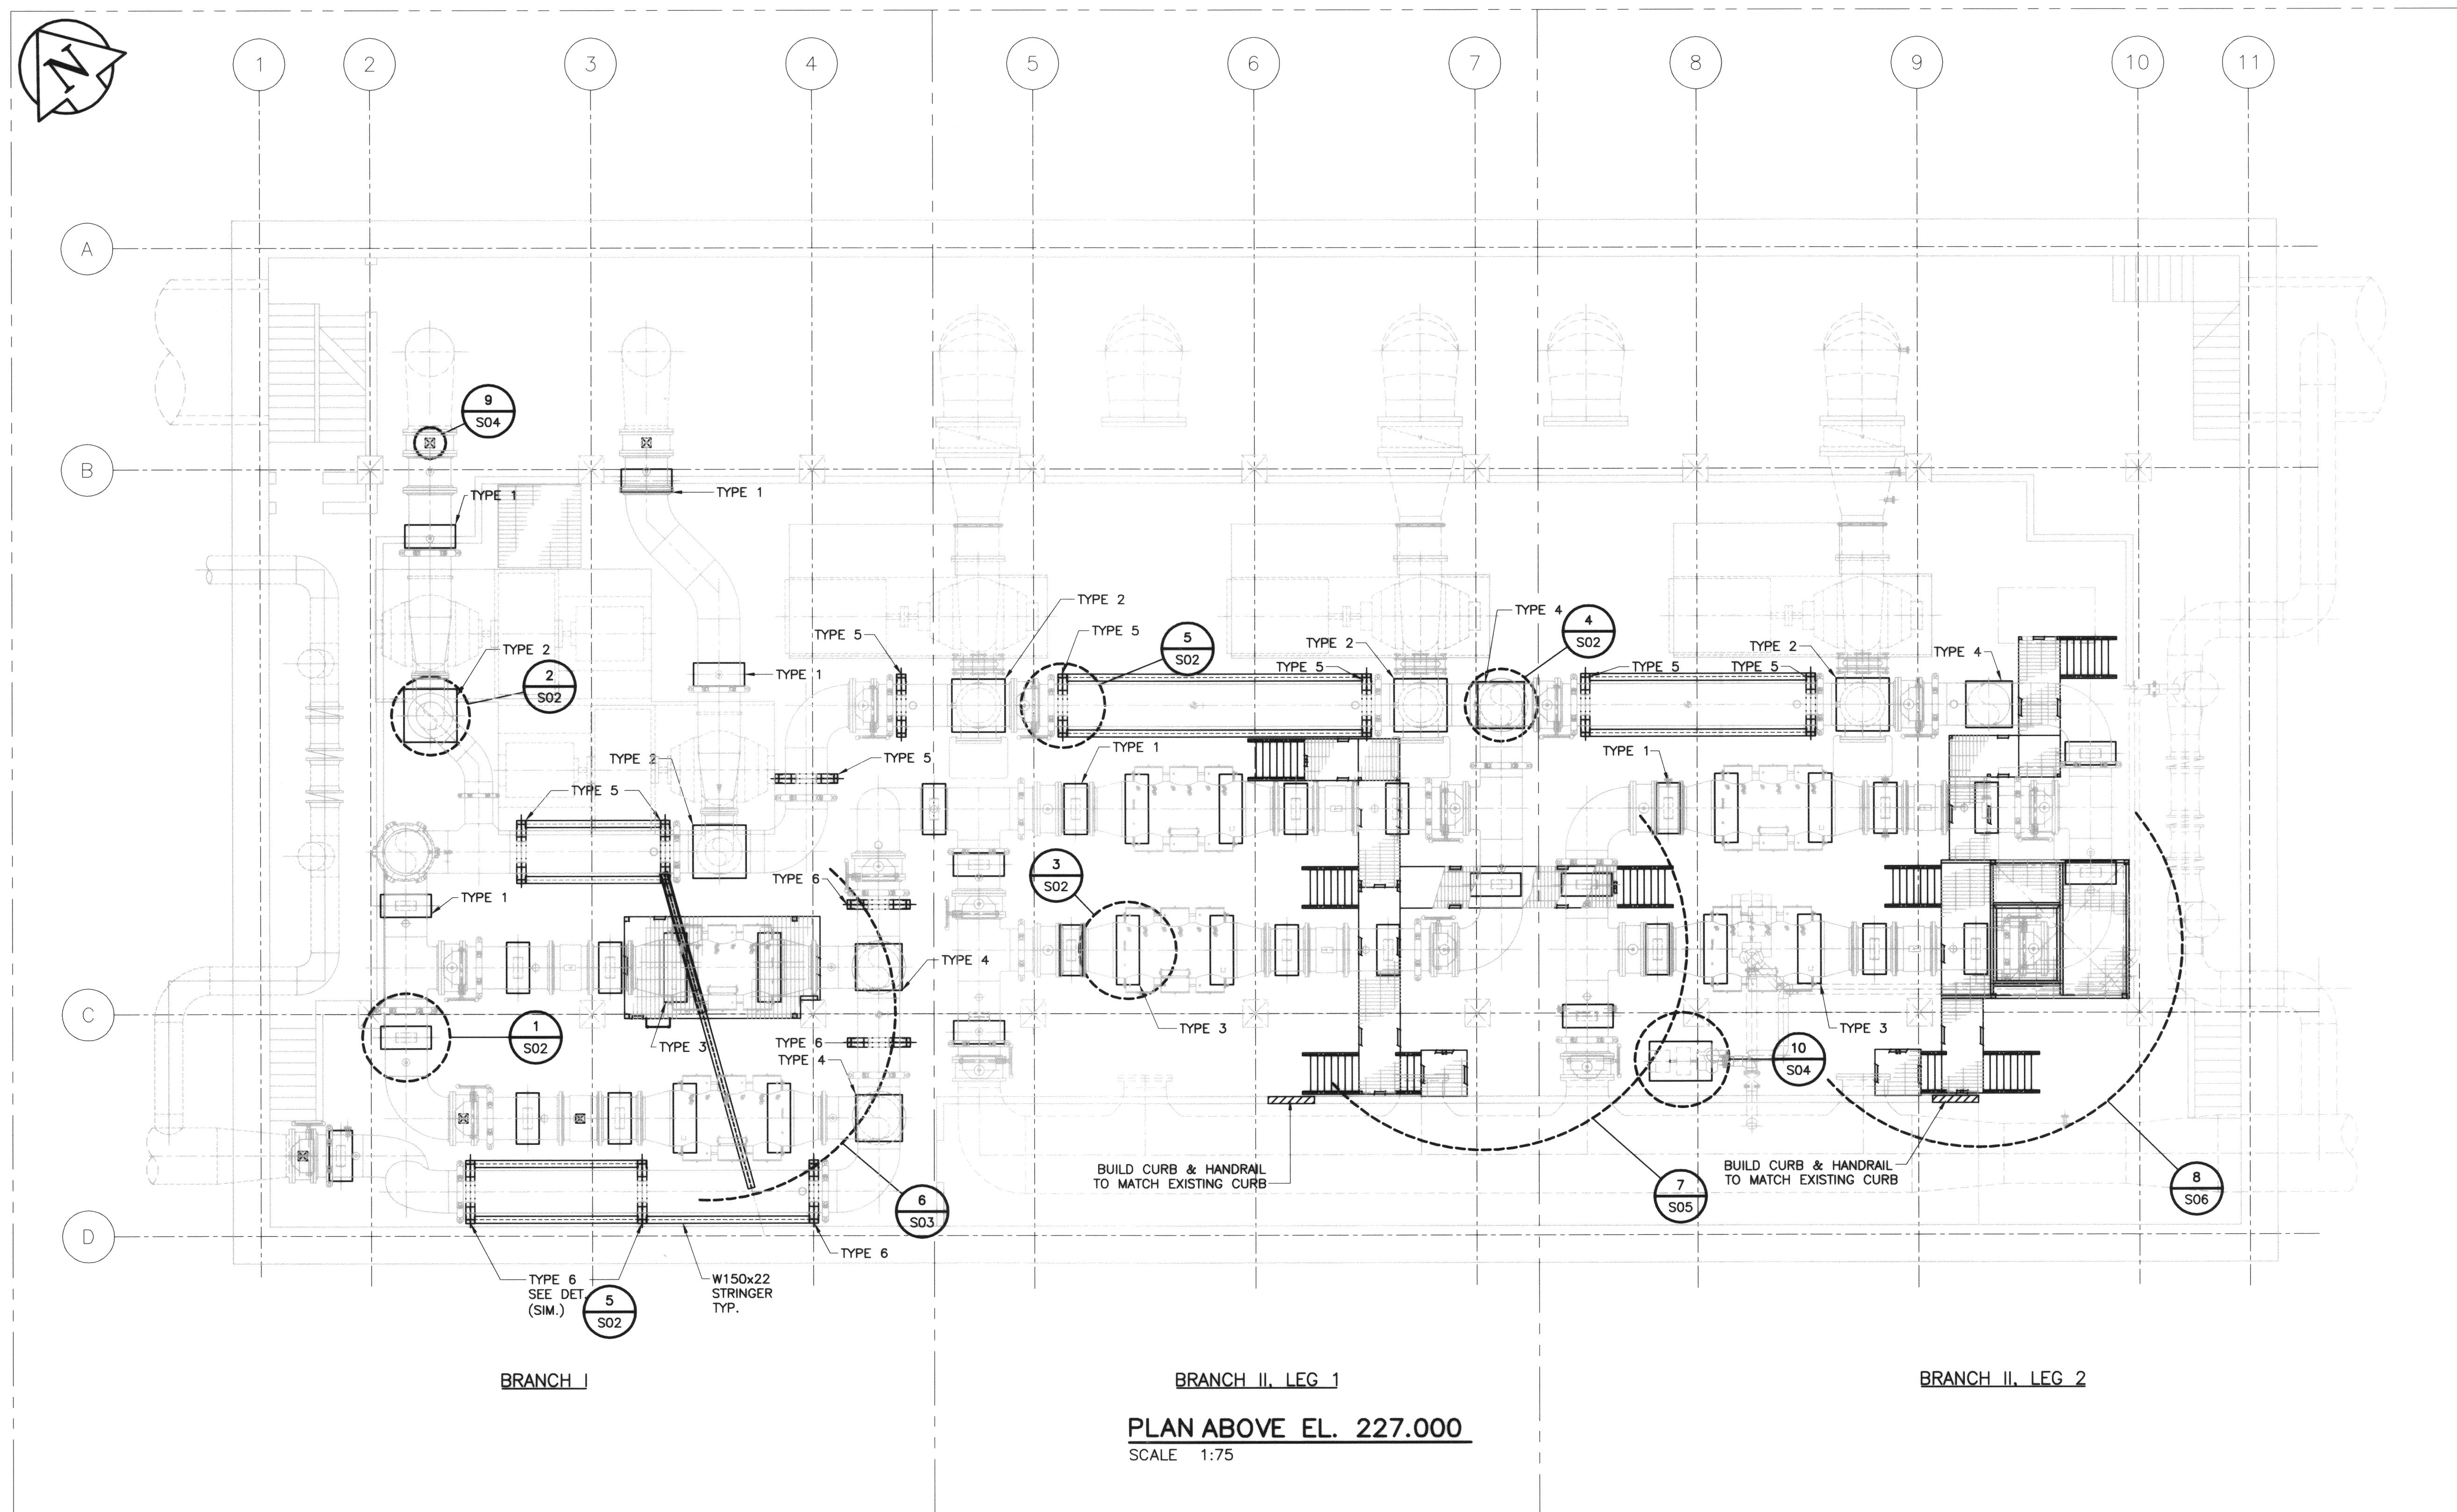 N
1
2
3
4
5
6
7
8
9
10
11
A
B
C
D
9
S04
TYPE 1
TYPE 1
TYPE 2
2
S02
TYPE 1
TYPE 5
TYPE 2
TYPE 5
5
S02
TYPE 5
TYPE 2
TYPE 4
4
S02
TYPE 5
TYPE 5
TYPE 2
TYPE 4
TYPE 5
TYPE 2
TYPE 5
TYPE 1
TYPE 1
TYPE 1
TYPE 6
3
S02
TYPE 4
1
S02
TYPE 3
TYPE 6
TYPE 4
TYPE 3
10
S04
TYPE 3
BUILD CURB & HANDRAIL
TO MATCH EXISTING CURB
BUILD CURB & HANDRAIL
TO MATCH EXISTING CURB
6
S03
7
S05
8
S06
TYPE 6
TYPE 6
SEE DET.
(SIM.)
5
S02
W150x22
STRINGER
TYP.
BRANCH I
BRANCH II, LEG 1
BRANCH II, LEG 2
PLAN ABOVE EL. 227.000
SCALE 1:75